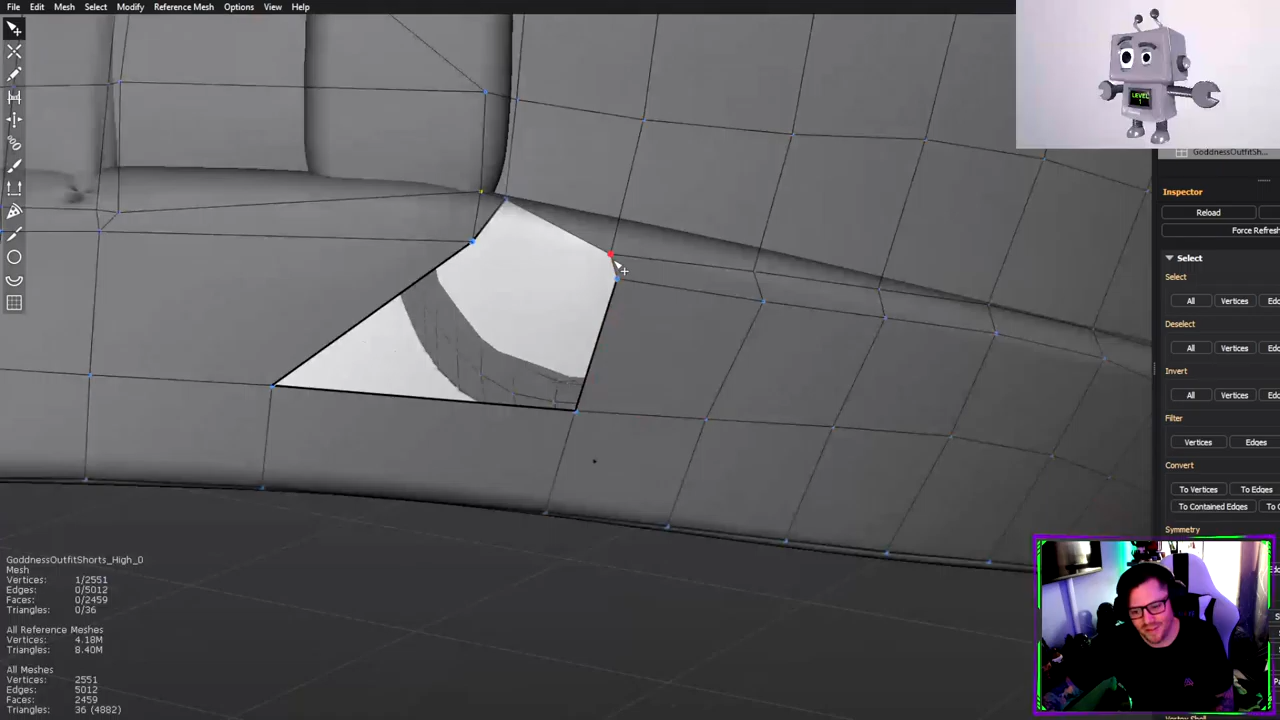 File Edit Mesh Select Modify Reference Mesh Options View Help
LEVEL
1
GoddnessOutfitSh...
Inspector
Reload
Force Refresh
Select
Select
All Vertices
Deselect
All Vertices
Invert
All Vertices
Filter
Vertices Edges
Convert
To Vertices To Edges
To Contained Edges
Symmetry
GoddnessOutfitShorts_High_0
Mesh
Vertices: 1/2551
Edges: 0/5012
Faces: 0/2459
Triangles: 0/36
All Reference Meshes
Vertices: 4.18M
Triangles: 8.40M
All Meshes
Vertices: 2551
Edges: 5012
Faces: 2459
Triangles: 36 (4882)